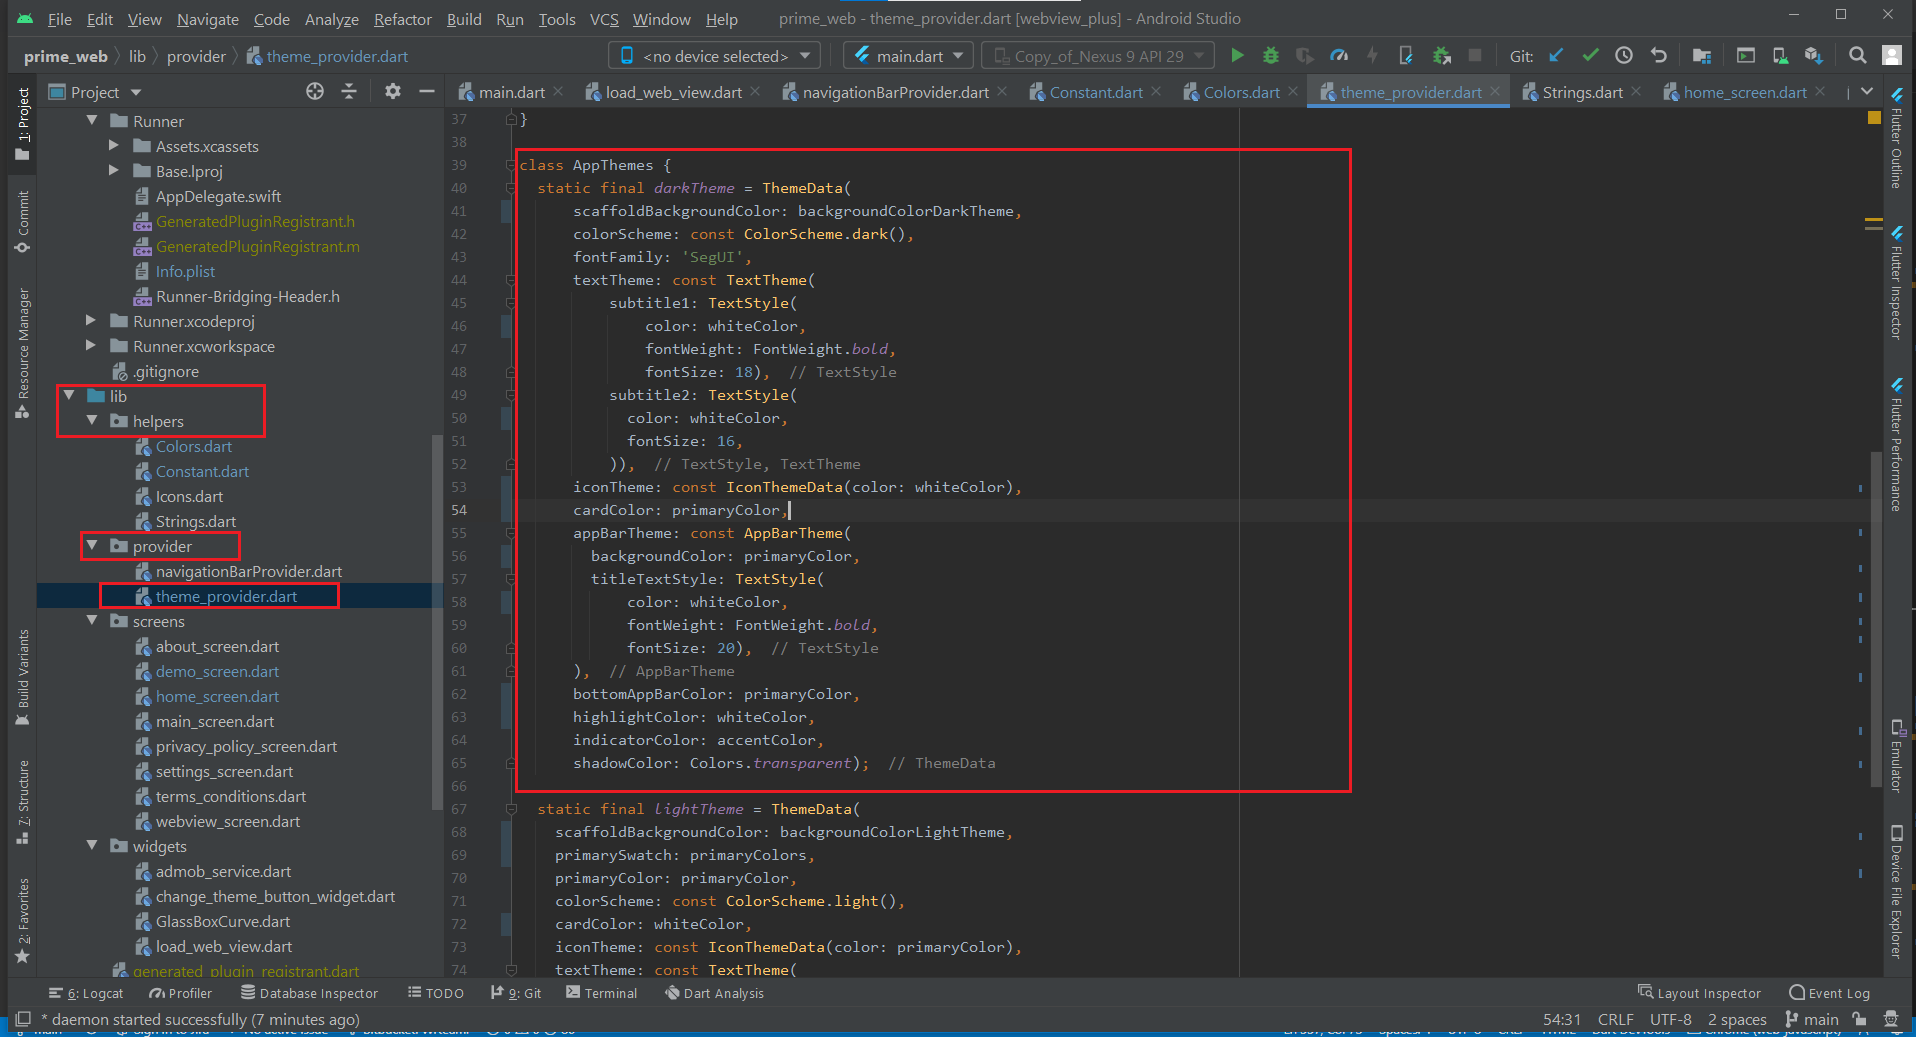 File Edit View Navigate Code Analyze Refactor Build Run Tools VCS Window Help prime_web - theme_provider.dart [webview_plus] - Android Studio
prime_web lib provider theme_provider.dart <no device selected> main.dart Copy_of_Nexus 9 API 29 Git:
Project main.dart load_web_view.dart navigationBarProvider.dart Constant.dart Colors.dart theme_provider.dart Strings.dart home_screen.dart
1: Project
Commit
Resource Manager
Build Variants
7: Structure
2: Favorites
Runner
Assets.xcassets
Base.lproj
AppDelegate.swift
GeneratedPluginRegistrant.h
GeneratedPluginRegistrant.m
Info.plist
Runner-Bridging-Header.h
Runner.xcodeproj
Runner.xcworkspace
.gitignore
lib
helpers
Colors.dart
Constant.dart
Icons.dart
Strings.dart
provider
navigationBarProvider.dart
theme_provider.dart
screens
about_screen.dart
demo_screen.dart
home_screen.dart
main_screen.dart
privacy_policy_screen.dart
settings_screen.dart
terms_conditions.dart
webview_screen.dart
widgets
admob_service.dart
change_theme_button_widget.dart
GlassBoxCurve.dart
load_web_view.dart
generated_plugin_registrant.dart
37 }
38
39 class AppThemes {
40 static final darkTheme = ThemeData(
41 scaffoldBackgroundColor: backgroundColorDarkTheme,
42 colorScheme: const ColorScheme.dark(),
43 fontFamily: 'SegUI',
44 textTheme: const TextTheme(
45 subtitle1: TextStyle(
46 color: whiteColor,
47 fontWeight: FontWeight.bold,
48 fontSize: 18), // TextStyle
49 subtitle2: TextStyle(
50 color: whiteColor,
51 fontSize: 16,
52 )), // TextStyle, TextTheme
53 iconTheme: const IconThemeData(color: whiteColor),
54 cardColor: primaryColor,
55 appBarTheme: const AppBarTheme(
56 backgroundColor: primaryColor,
57 titleTextStyle: TextStyle(
58 color: whiteColor,
59 fontWeight: FontWeight.bold,
60 fontSize: 20), // TextStyle
61 ), // AppBarTheme
62 bottomAppBarColor: primaryColor,
63 highlightColor: whiteColor,
64 indicatorColor: accentColor,
65 shadowColor: Colors.transparent); // ThemeData
66
67 static final lightTheme = ThemeData(
68 scaffoldBackgroundColor: backgroundColorLightTheme,
69 primarySwatch: primaryColors,
70 primaryColor: primaryColor,
71 colorScheme: const ColorScheme.light(),
72 cardColor: whiteColor,
73 iconTheme: const IconThemeData(color: primaryColor),
74 textTheme: const TextTheme(
Flutter Outline
Flutter Inspector
Flutter Performance
Emulator
Device File Explorer
6: Logcat Profiler Database Inspector TODO 9: Git Terminal Dart Analysis Layout Inspector Event Log
* daemon started successfully (7 minutes ago) 54:31 CRLF UTF-8 2 spaces main